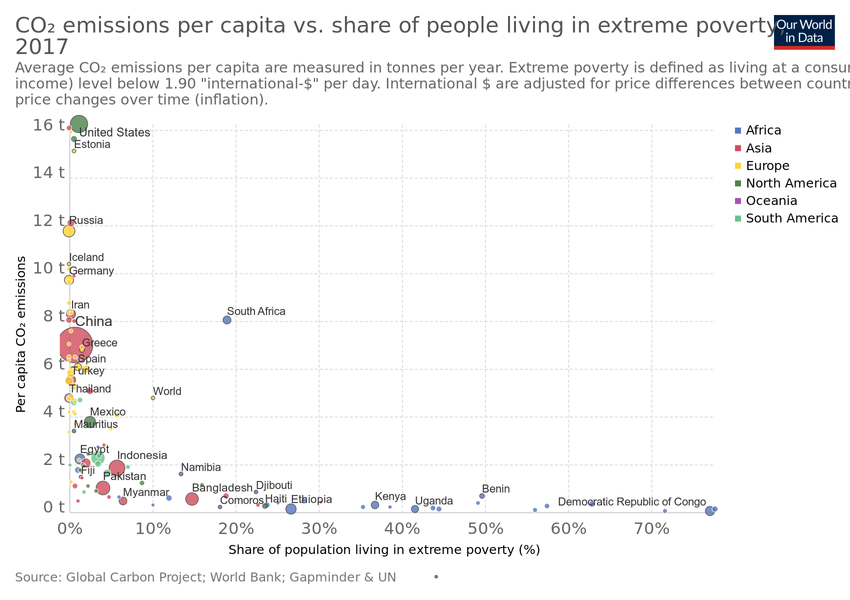 CO₂ emissions per capita vs. share of people living in extreme poverty,
2017
Our World
in Data
Average CO₂ emissions per capita are measured in tonnes per year. Extreme poverty is defined as living at a
income) level below 1.90 "international-$" per day. International $ are adjusted for price differences between
price changes over time (inflation).
16 t
14 t
12 t
10 t
8 t
6 t
4 t
2 t
0 t
Per capita CO₂ emissions
United States
Estonia
Russia
Iceland
Germany
Iran
South Africa
China
Greece
Spain
Turkey
Thailand
World
Mexico
Mauritius
Egypt
Indonesia
Fiji
Namibia
Pakistan
Myanmar
Bangladesh
Djibouti
Comoros
Haiti
Ethiopia
Kenya
Uganda
Benin
Democratic Republic of Congo
0%
10%
20%
30%
40%
50%
60%
70%
Share of population living in extreme poverty (%)
Africa
Asia
Europe
North America
Oceania
South America
Source: Global Carbon Project; World Bank; Gapminder & UN •